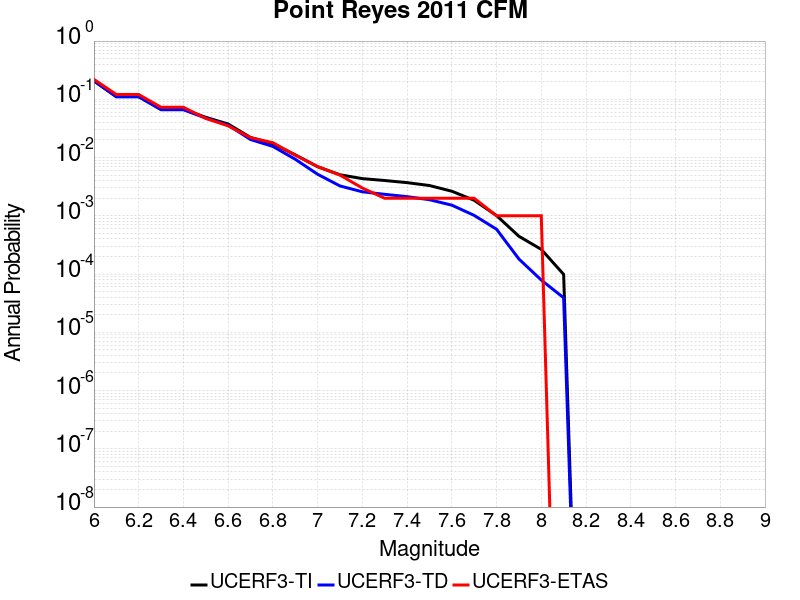 Point Reyes 2011 CFM
10^0
10^-1
10^-2
10^-3
10^-4
10^-5
10^-6
10^-7
10^-8
Annual Probability
6 6.2 6.4 6.6 6.8 7 7.2 7.4 7.6 7.8 8 8.2 8.4 8.6 8.8 9
Magnitude
UCERF3-TI UCERF3-TD UCERF3-ETAS